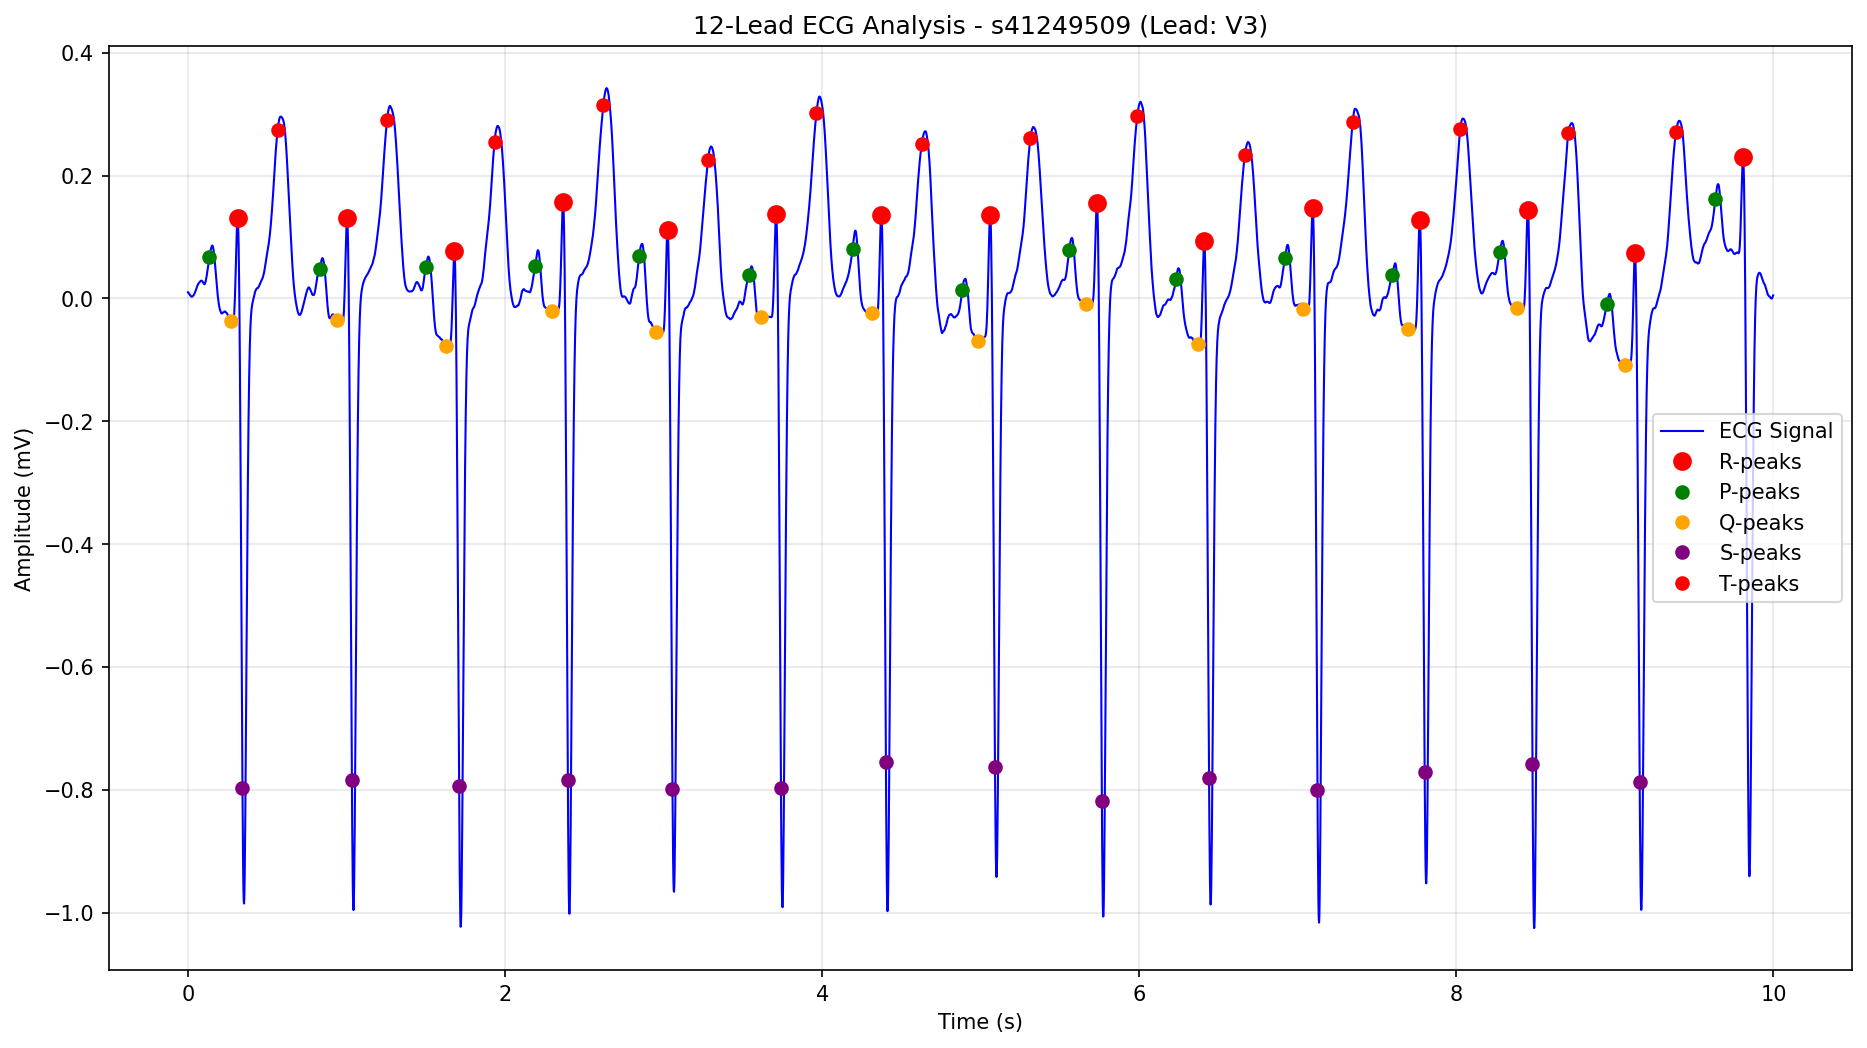 12-Lead ECG Analysis - s41249509 (Lead: V3)
0.4
0.2
0.0
−0.2
−0.4
−0.6
−0.8
−1.0
Amplitude (mV)
ECG Signal
R-peaks
P-peaks
Q-peaks
S-peaks
T-peaks
0 2 4 6 8 10
Time (s)